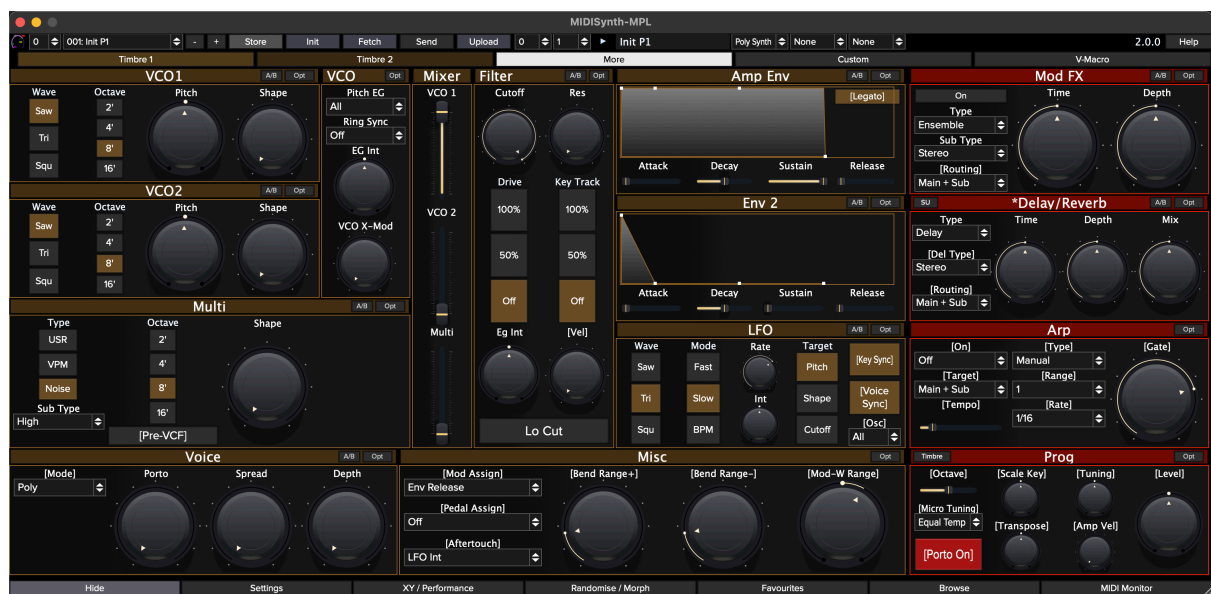 MIDISynth-MPL
0 001: Init P1 - + Store Init Fetch Send Upload 0 1 Init P1 Poly Synth None None 2.0.0 Help
Timbre 1 Timbre 2 More Custom V-Macro
VCO1 A/B Opt
Wave Octave Pitch Shape
Saw 2'
Tri 4'
8'
Squ 16'
VCO2 A/B Opt
Wave Octave Pitch Shape
Saw 2'
Tri 4'
8'
Squ 16'
VCO Opt
Pitch EG
All
Ring Sync
Off
EG Int
VCO X-Mod
Multi A/B Opt
Type Octave Shape
USR 2'
VPM 4'
Noise 8'
Sub Type 16'
High
[Pre-VCF]
Mixer
VCO 1
VCO 2
Multi
Filter A/B Opt
Cutoff Res
Drive Key Track
100% 100%
50% 50%
Off Off
Eg Int [Vel]
Lo Cut
Amp Env A/B Opt
[Legato]
Attack Decay Sustain Release
Env 2 A/B Opt
Attack Decay Sustain Release
LFO A/B Opt
Wave Mode Rate Target
Saw Fast Pitch [Key Sync]
Tri Slow Int Shape [Voice
Sync]
Squ BPM Cutoff [Osc]
All
Mod FX A/B Opt
On Time Depth
Type
Ensemble
Sub Type
Stereo
[Routing]
Main + Sub
SU *Delay/Reverb A/B Opt
Type Time Depth Mix
Delay
[Del Type]
Stereo
[Routing]
Main + Sub
Arp Opt
[On] [Type] [Gate]
Off Manual
[Target] [Range]
Main + Sub 1
[Tempo] [Rate]
1/16
Voice A/B Opt
[Mode] Porto Spread Depth
Poly
Misc Opt
[Mod Assign] [Bend Range+] [Bend Range-] [Mod-W Range]
Env Release
[Pedal Assign]
Off
[Aftertouch]
LFO Int
Timbre Prog Opt
[Octave] [Scale Key] [Tuning] [Level]
[Micro Tuning]
Equal Temp [Transpose] [Amp Vel]
[Porto On]
Hide Settings XY / Performance Randomise / Morph Favourites Browse MIDI Monitor